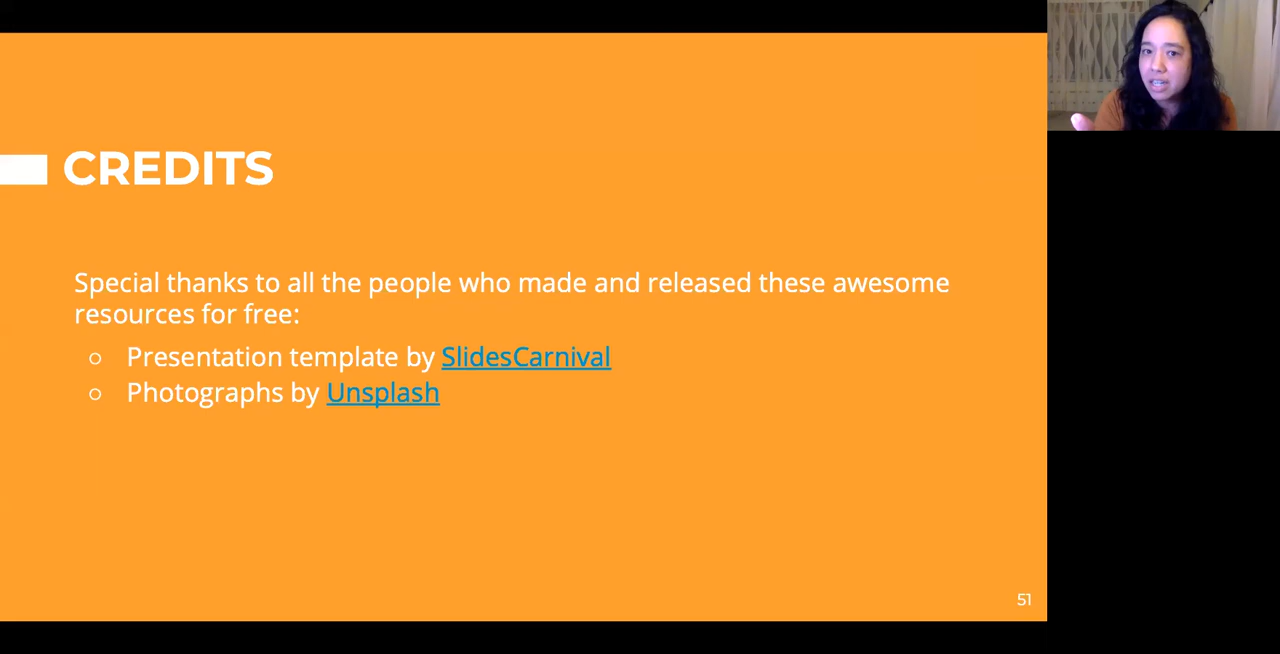 CREDITS
Special thanks to all the people who made and released these awesome
resources for free:
○ Presentation template by SlidesCarnival
○ Photographs by Unsplash
51